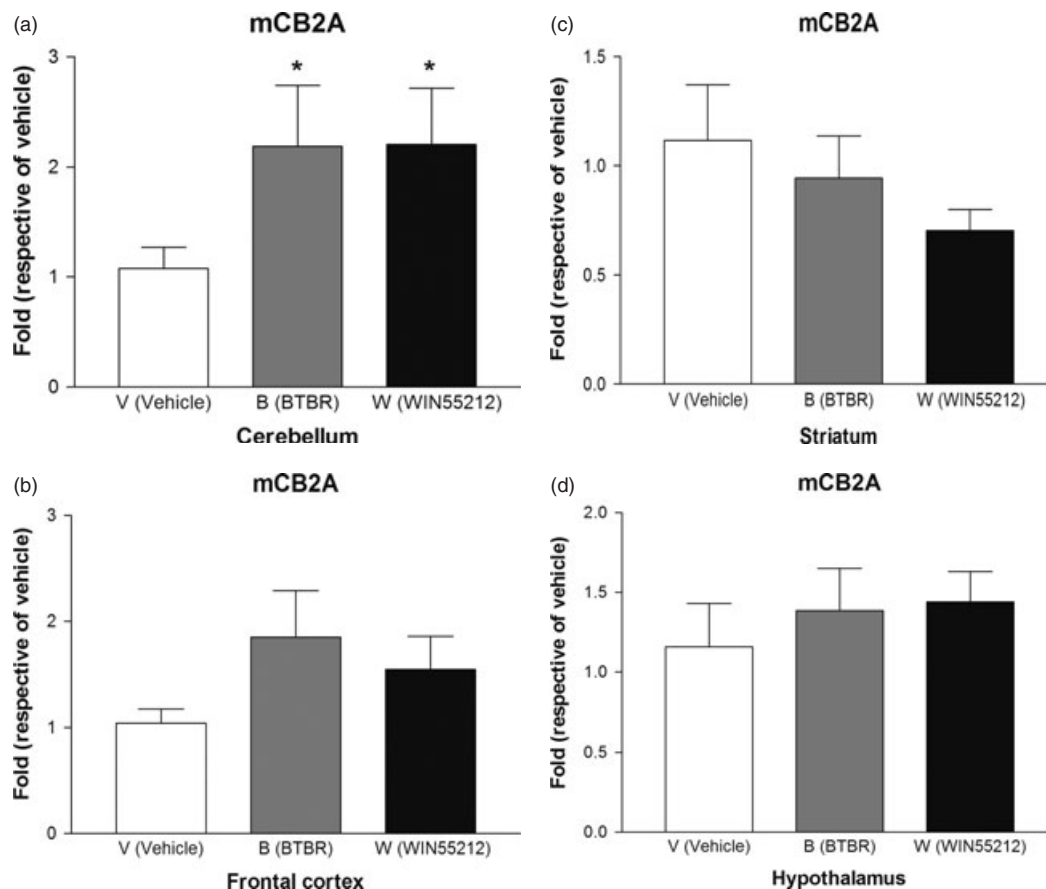 (a)
mCB2A
Fold (respective of vehicle)
3
2
1
0
*
*
V (Vehicle)
B (BTBR)
W (WIN55212)
Cerebellum
(c)
mCB2A
Fold (respective of vehicle)
1.5
1.0
0.5
0.0
V (Vehicle)
B (BTBR)
W (WIN55212)
Striatum
(b)
mCB2A
Fold (respective of vehicle)
3
2
1
0
V (Vehicle)
B (BTBR)
W (WIN55212)
Frontal cortex
(d)
mCB2A
Fold (respective of vehicle)
2.0
1.5
1.0
0.5
0.0
V (Vehicle)
B (BTBR)
W (WIN55212)
Hypothalamus